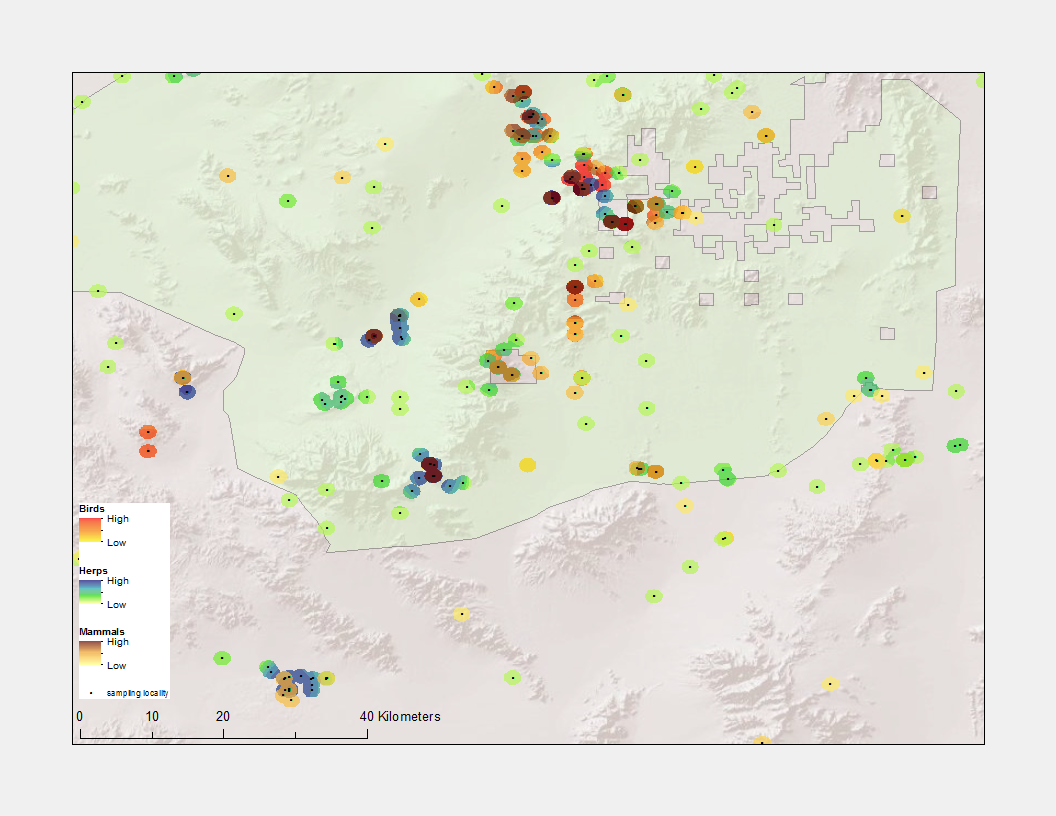 Birds
High
Low
Herps
High
Low
Mammals
High
Low
sampling locality
0 10 20 40 Kilometers